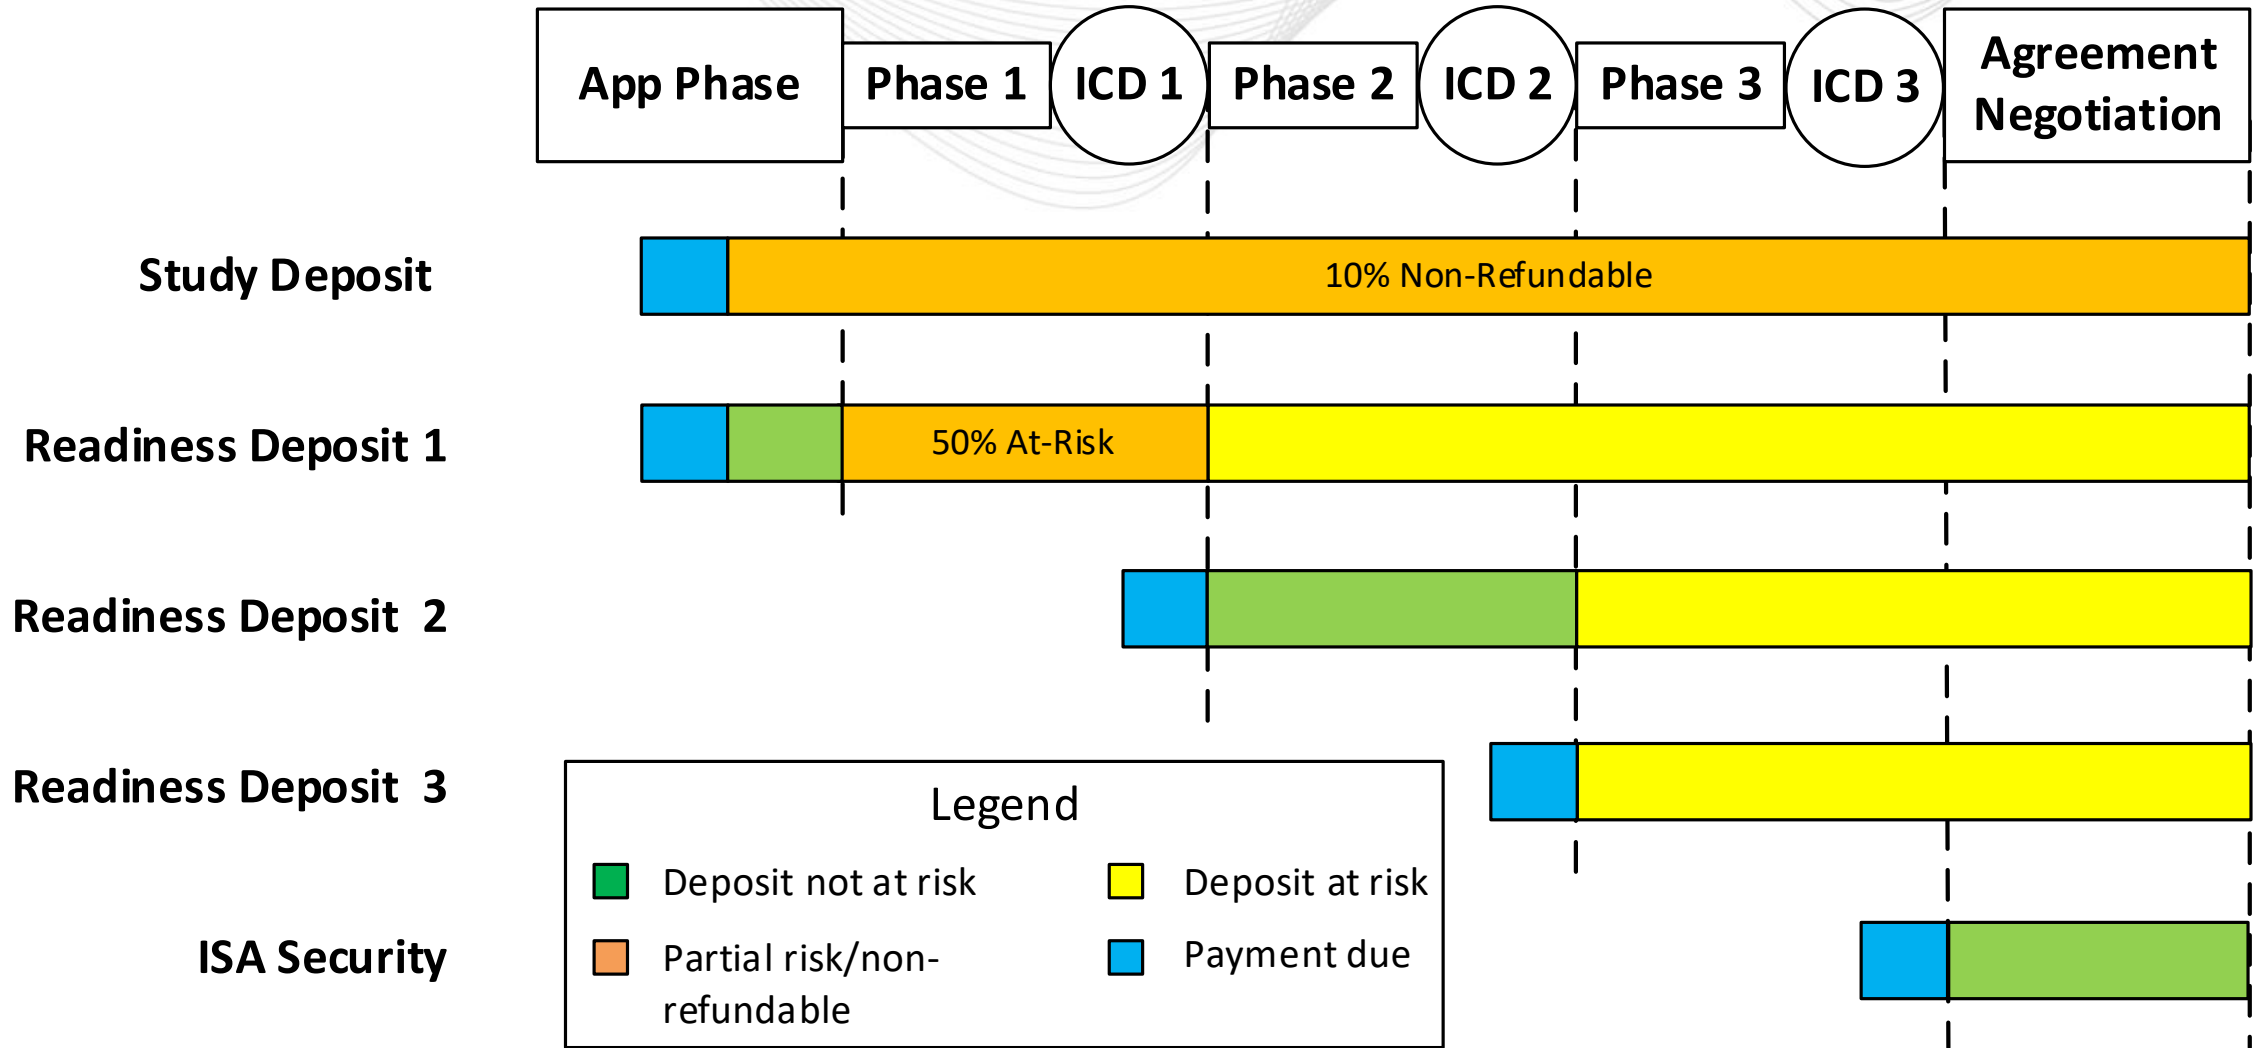 App Phase
Phase 1
ICD 1
Phase 2
ICD 2
Phase 3
ICD 3
Agreement
Negotiation
Study Deposit
10% Non-Refundable
Readiness Deposit 1
50% At-Risk
Readiness Deposit 2
Readiness Deposit 3
ISA Security
Legend
Deposit not at risk
Deposit at risk
Partial risk/non-
refundable
Payment due